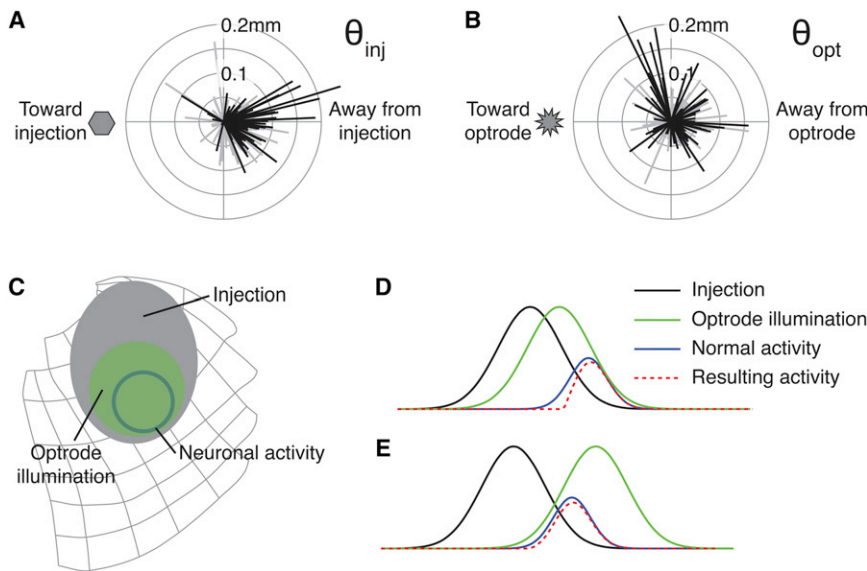 A
0.2mm
θinj
0.1
Toward
injection
Away from
injection
B
0.2mm
θopt
0.1
Toward
optrode
Away from
optrode
C
Injection
Optrode
illumination
Neuronal activity
D
Injection
Optrode illumination
Normal activity
Resulting activity
E